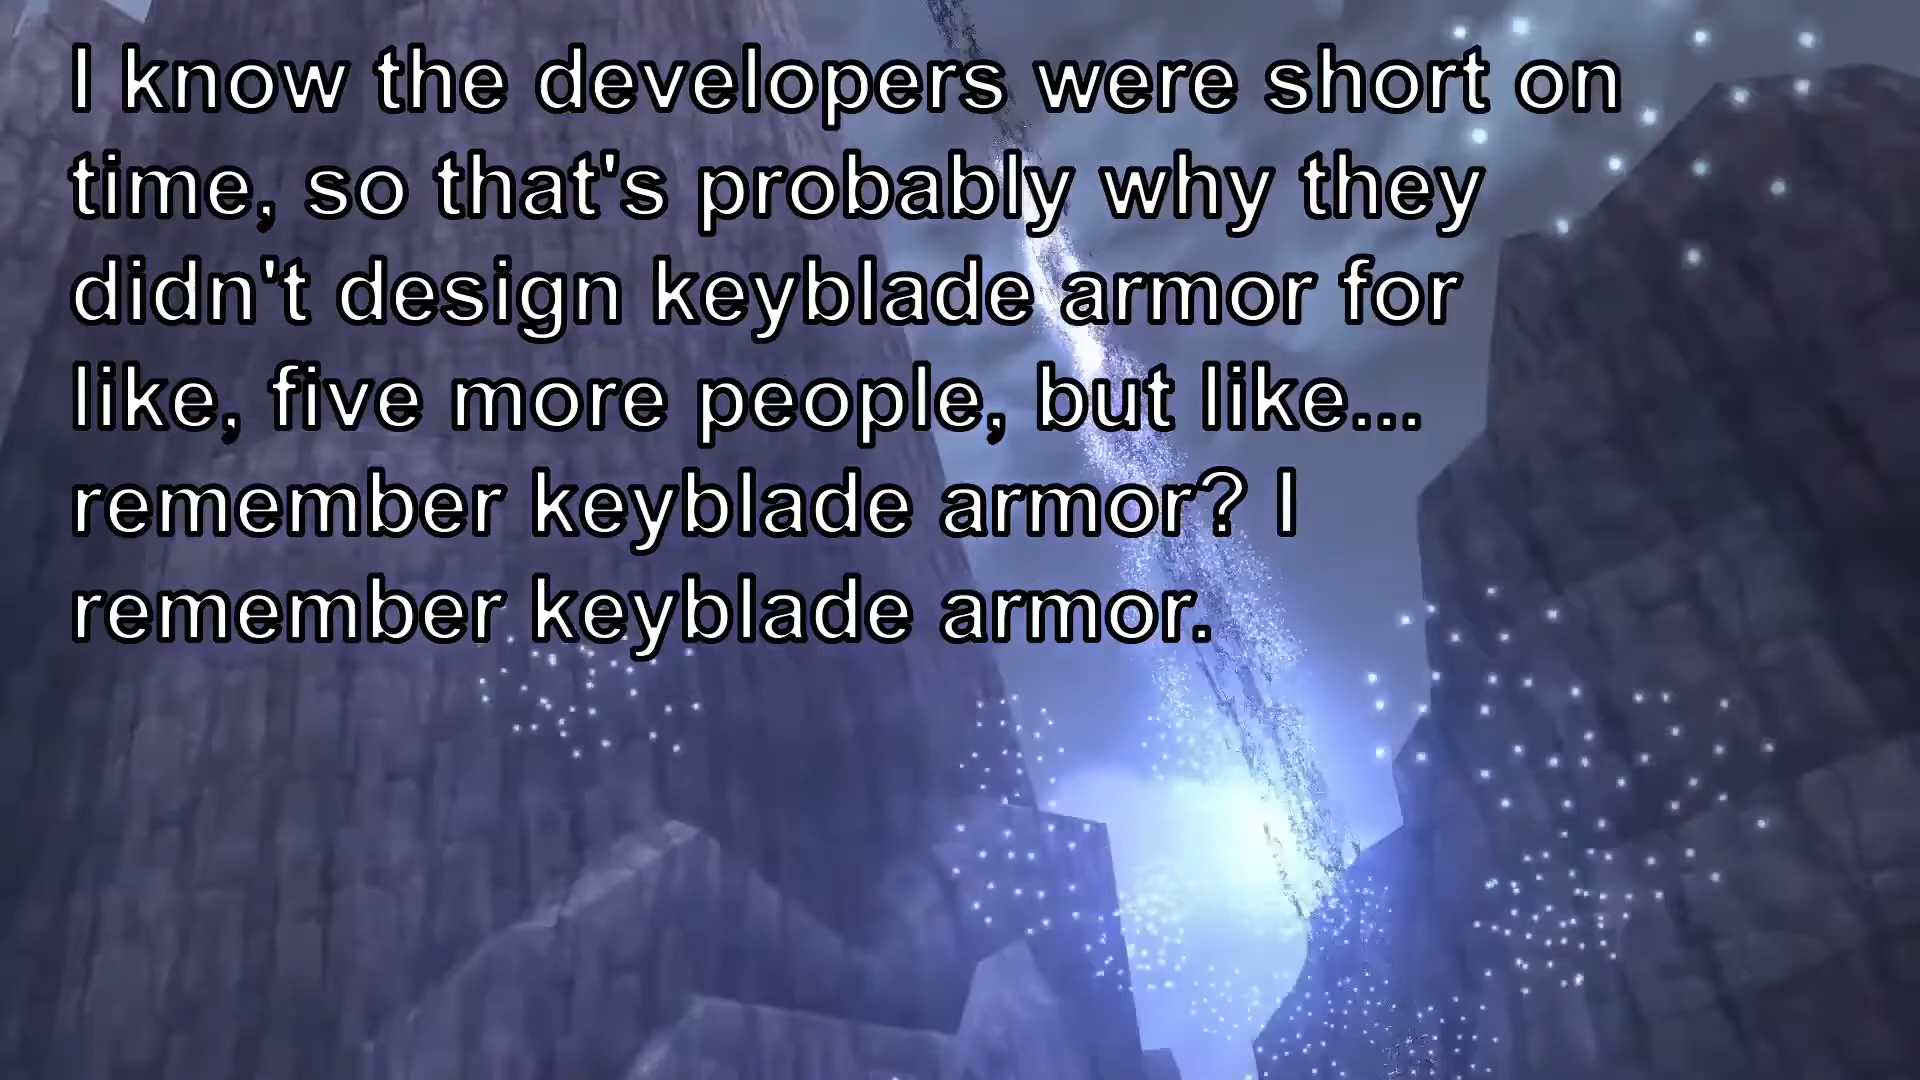 I know the developers were short on
time, so that's probably why they
didn't design keyblade armor for
like, five more people, but like...
remember keyblade armor? I
remember keyblade armor.